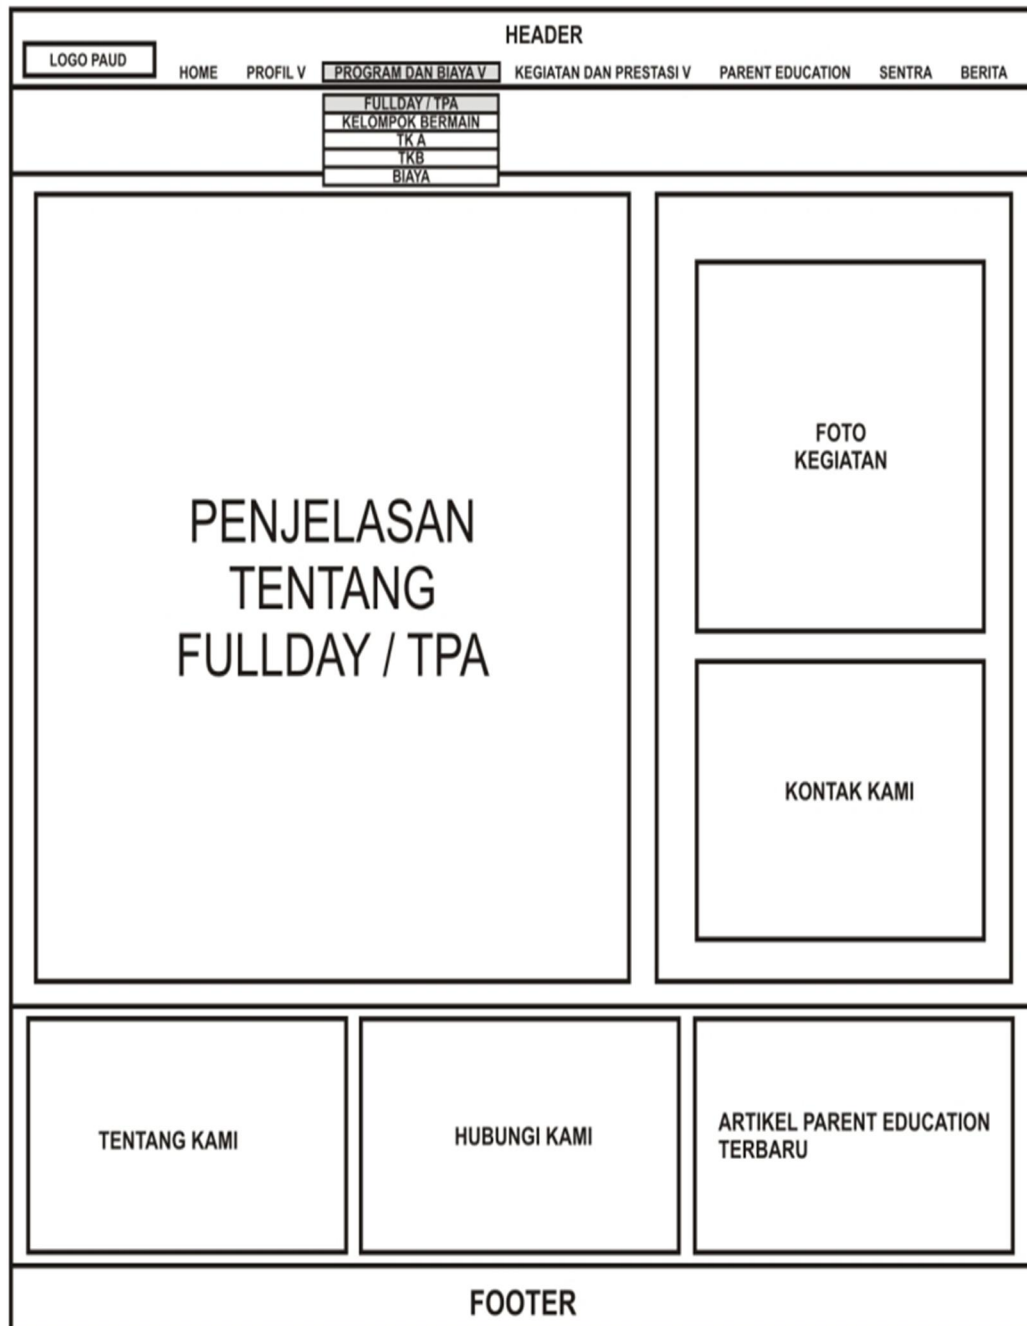 HEADER
LOGO PAUD
HOME PROFIL V PROGRAM DAN BIAYA V KEGIATAN DAN PRESTASI V PARENT EDUCATION SENTRA BERITA
FULLDAY / TPA
KELOMPOK BERMAIN
TK A
TKB
BIAYA
PENJELASAN
TENTANG
FULLDAY / TPA
FOTO
KEGIATAN
KONTAK KAMI
TENTANG KAMI
HUBUNGI KAMI
ARTIKEL PARENT EDUCATION
TERBARU
FOOTER